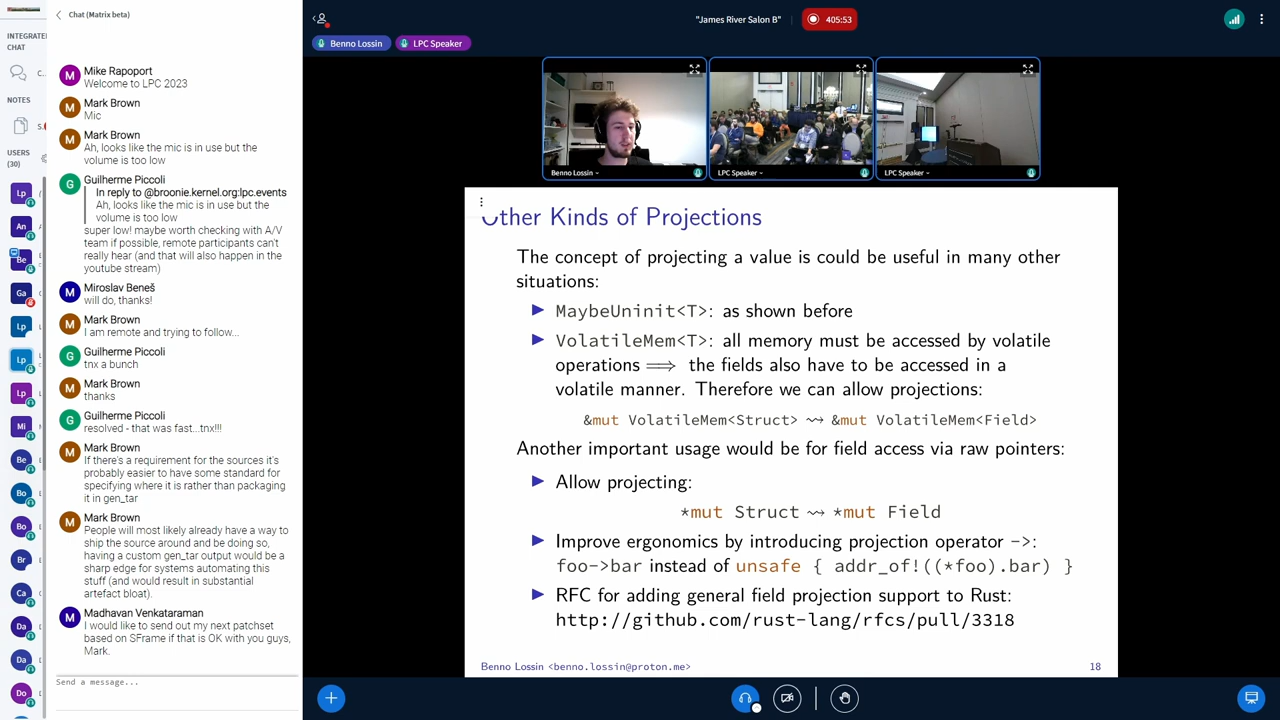 Chat (Matrix beta)
INTEGRATE
CHAT
C..
NOTES
S.
USERS
(30)
Lp
An
Ga
Lp
Lp
Lp
Mi
Be
Bo
Bo
Br
Ca
Da
Da
Do
M
Mike Rapoport
Welcome to LPC 2023
M
Mark Brown
Mic
M
Mark Brown
Ah, looks like the mic is in use but the
volume is too low
G
Guilherme Piccoli
In reply to @broonie.kernel.org:lpc.events
Ah, looks like the mic is in use but the
volume is too low
super low! maybe worth checking with A/V
team if possible, remote participants can't
really hear (and that will also happen in the
youtube stream)
M
Miroslav Beneš
will do, thanks!
M
Mark Brown
I am remote and trying to follow...
G
Guilherme Piccoli
tnx a bunch
M
Mark Brown
thanks
G
Guilherme Piccoli
resolved - that was fast...tnx!!!
M
Mark Brown
If there's a requirement for the sources it's
probably easier to have some standard for
specifying where it is rather than packaging
it in gen_tar
M
Mark Brown
People will most likely already have a way to
ship the source around and be doing so,
having a custom gen_tar output would be a
sharp edge for systems automating this
stuff (and would result in substantial
artefact bloat).
M
Madhavan Venkataraman
I would like to send out my next patchset
based on SFrame if that is OK with you guys,
Mark.
Send a message...
"James River Salon B"
405:53
Benno Lossin
LPC Speaker
Benno Lossin
LPC Speaker
LPC Speaker
Other Kinds of Projections
The concept of projecting a value is could be useful in many other
situations:
MaybeUninit<T>: as shown before
VolatileMem<T>: all memory must be accessed by volatile
operations ⟹ the fields also have to be accessed in a
volatile manner. Therefore we can allow projections:
&mut VolatileMem<Struct> ⇝ &mut VolatileMem<Field>
Another important usage would be for field access via raw pointers:
Allow projecting:
*mut Struct ⇝ *mut Field
Improve ergonomics by introducing projection operator ->:
foo->bar instead of unsafe { addr_of!((*foo).bar) }
RFC for adding general field projection support to Rust:
http://github.com/rust-lang/rfcs/pull/3318
Benno Lossin <benno.lossin@proton.me>
18